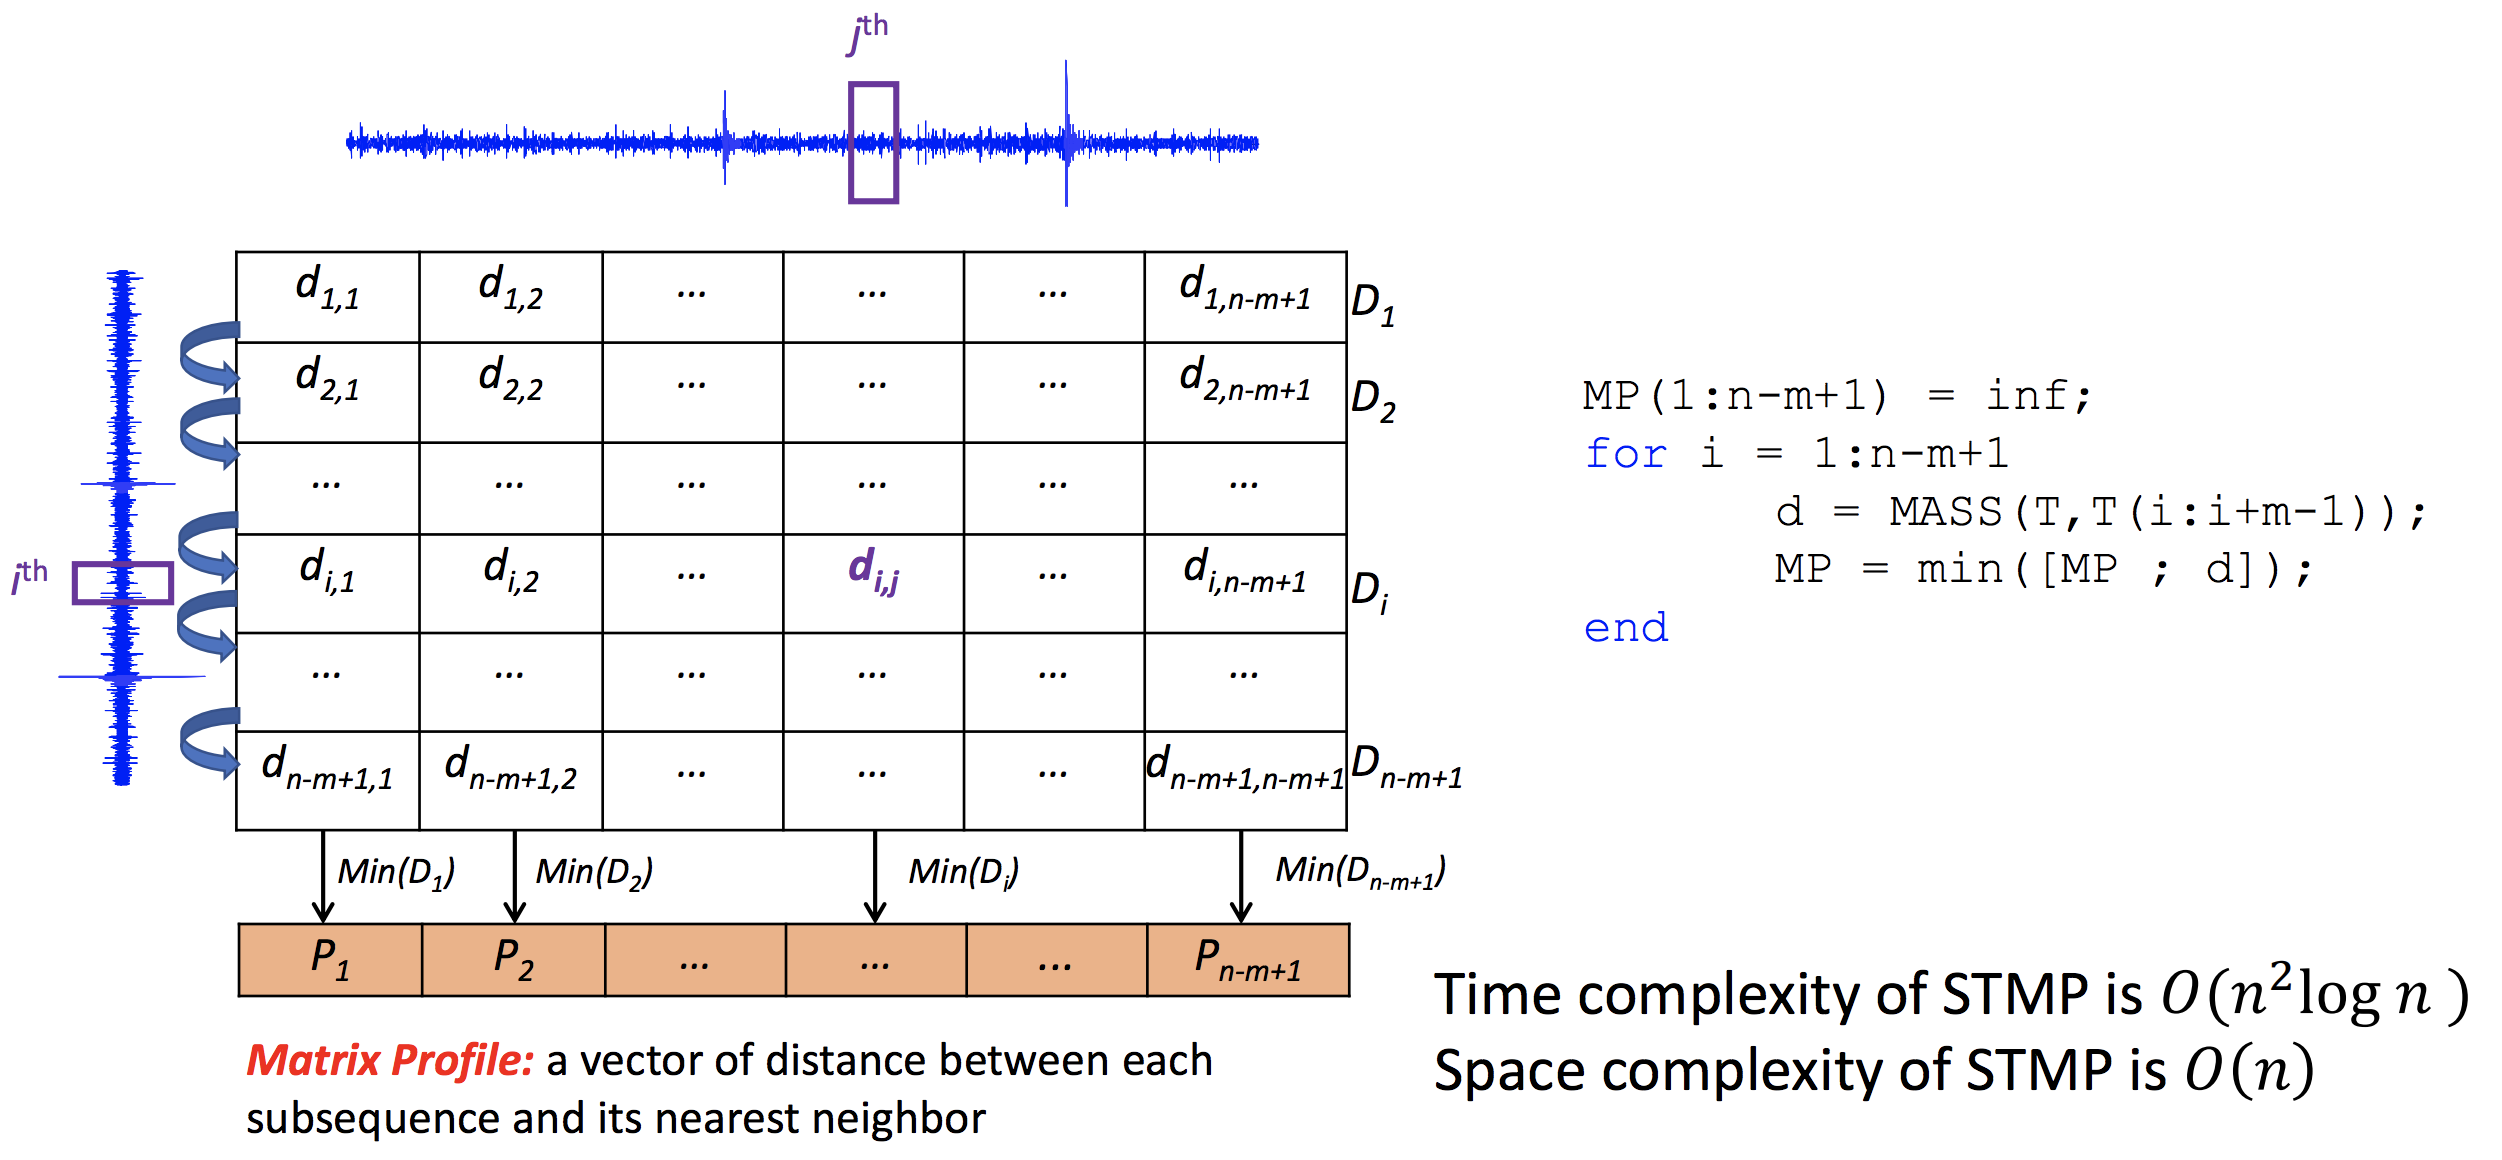 jth
d1,1 d1,2 ... ... ... d1,n-m+1 D1
d2,1 d2,2 ... ... ... d2,n-m+1 D2
... ... ... ... ... ...
ith di,1 di,2 ... di,j ... di,n-m+1 Di
... ... ... ... ... ...
dn-m+1,1 dn-m+1,2 ... ... ... dn-m+1,n-m+1 Dn-m+1
Min(D1) Min(D2) Min(Di) Min(Dn-m+1)
P1 P2 ... ... ... Pn-m+1
Matrix Profile: a vector of distance between each
subsequence and its nearest neighbor
MP(1:n-m+1) = inf;
for i = 1:n-m+1
d = MASS(T,T(i:i+m-1));
MP = min([MP ; d]);
end
Time complexity of STMP is O(n²log n )
Space complexity of STMP is O(n)